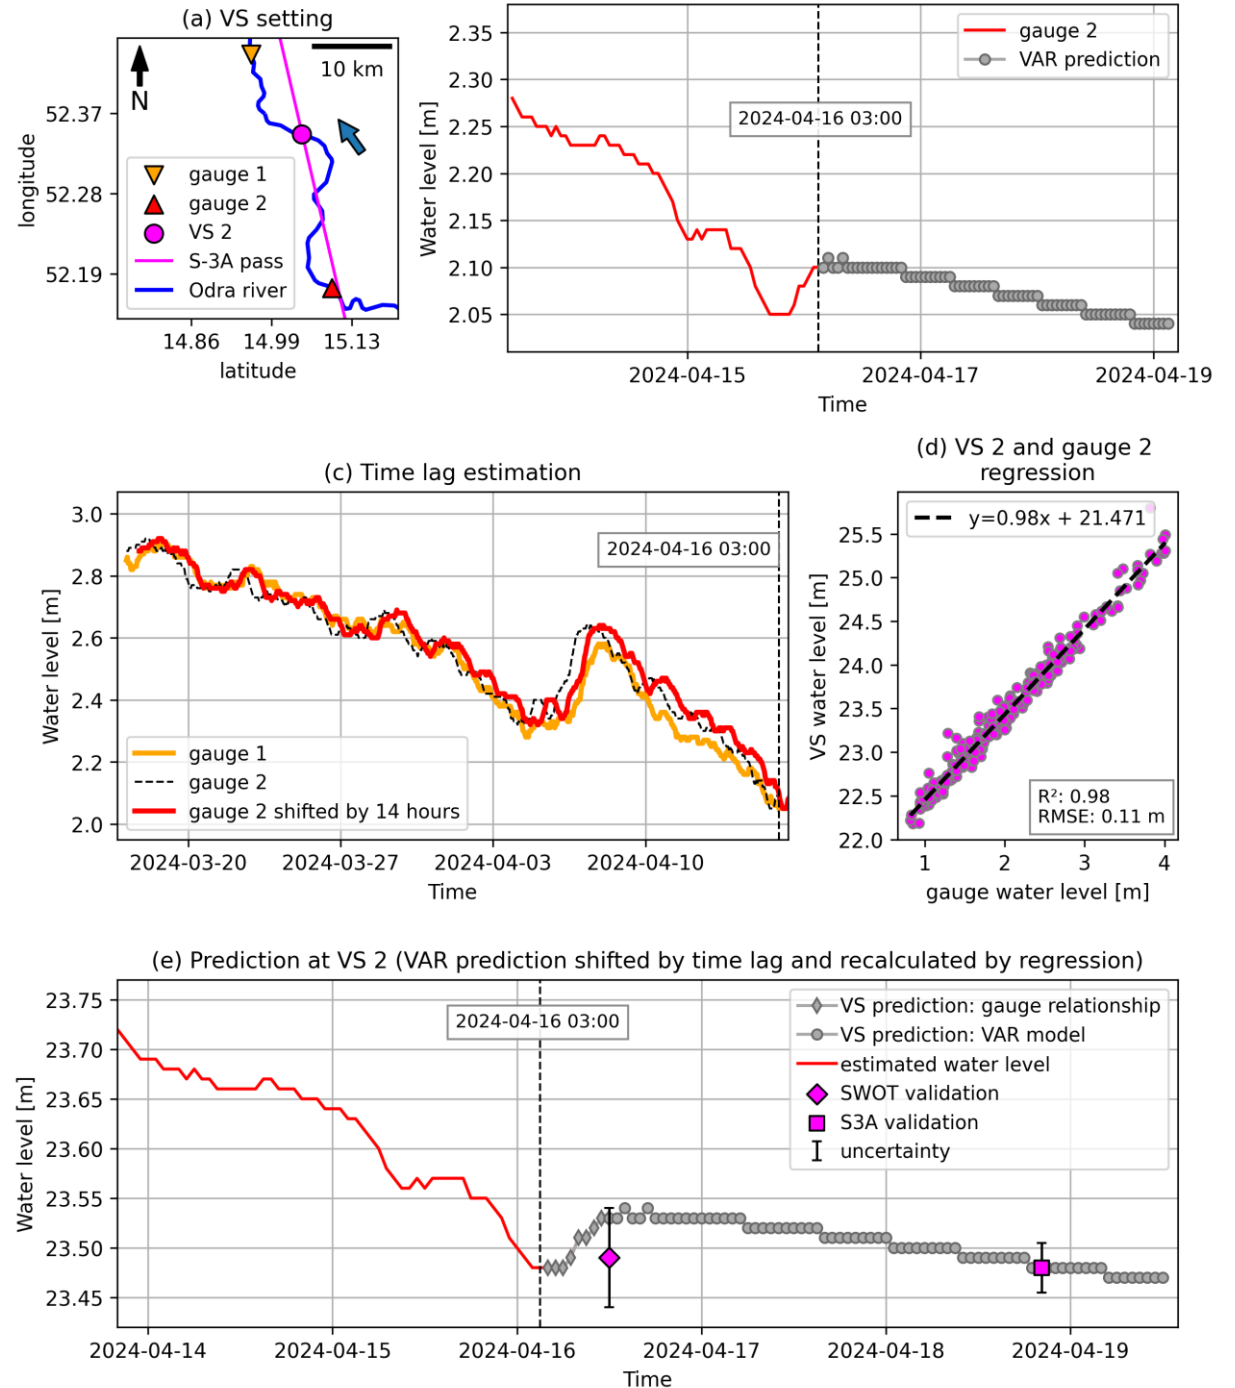 (a) VS setting
longitude
52.37
52.28
52.19
N
10 km
gauge 1
gauge 2
VS 2
S-3A pass
Odra river
14.86 14.99 15.13
latitude
Water level [m]
2.35
2.30
2.25
2.20
2.15
2.10
2.05
gauge 2
VAR prediction
2024-04-16 03:00
2024-04-15 2024-04-17 2024-04-19
Time
(c) Time lag estimation
Water level [m]
3.0
2.8
2.6
2.4
2.2
2.0
2024-04-16 03:00
gauge 1
gauge 2
gauge 2 shifted by 14 hours
2024-03-20 2024-03-27 2024-04-03 2024-04-10
Time
(d) VS 2 and gauge 2
regression
VS water level [m]
25.5
25.0
24.5
24.0
23.5
23.0
22.5
22.0
y=0.98x + 21.471
R²: 0.98
RMSE: 0.11 m
1 2 3 4
gauge water level [m]
(e) Prediction at VS 2 (VAR prediction shifted by time lag and recalculated by regression)
Water level [m]
23.75
23.70
23.65
23.60
23.55
23.50
23.45
2024-04-16 03:00
VS prediction: gauge relationship
VS prediction: VAR model
estimated water level
SWOT validation
S3A validation
uncertainty
2024-04-14 2024-04-15 2024-04-16 2024-04-17 2024-04-18 2024-04-19
Time